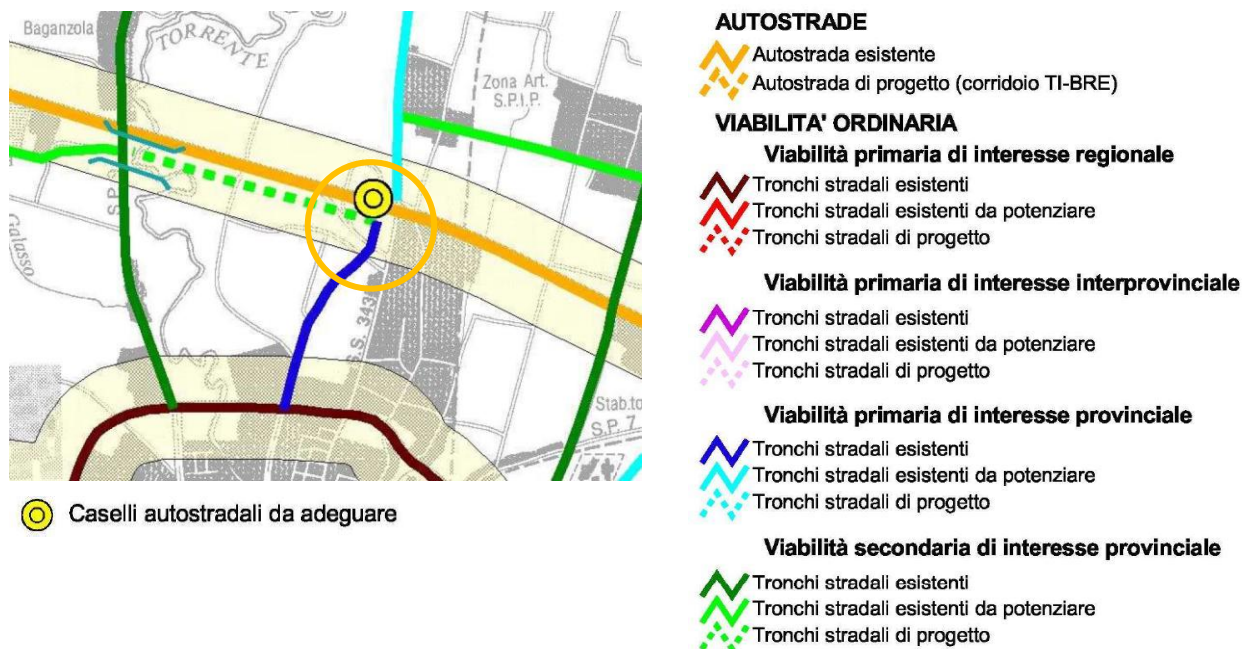 Baganzola
TORRENTE
Zona Art.
S.P.I.P.
S.P.
Galasso
S.S. 343
Stab.to
S.P. 7
Caselli autostradali da adeguare
AUTOSTRADE
Autostrada esistente
Autostrada di progetto (corridoio TI-BRE)
VIABILITA' ORDINARIA
Viabilità primaria di interesse regionale
Tronchi stradali esistenti
Tronchi stradali esistenti da potenziare
Tronchi stradali di progetto
Viabilità primaria di interesse interprovinciale
Tronchi stradali esistenti
Tronchi stradali esistenti da potenziare
Tronchi stradali di progetto
Viabilità primaria di interesse provinciale
Tronchi stradali esistenti
Tronchi stradali esistenti da potenziare
Tronchi stradali di progetto
Viabilità secondaria di interesse provinciale
Tronchi stradali esistenti
Tronchi stradali esistenti da potenziare
Tronchi stradali di progetto